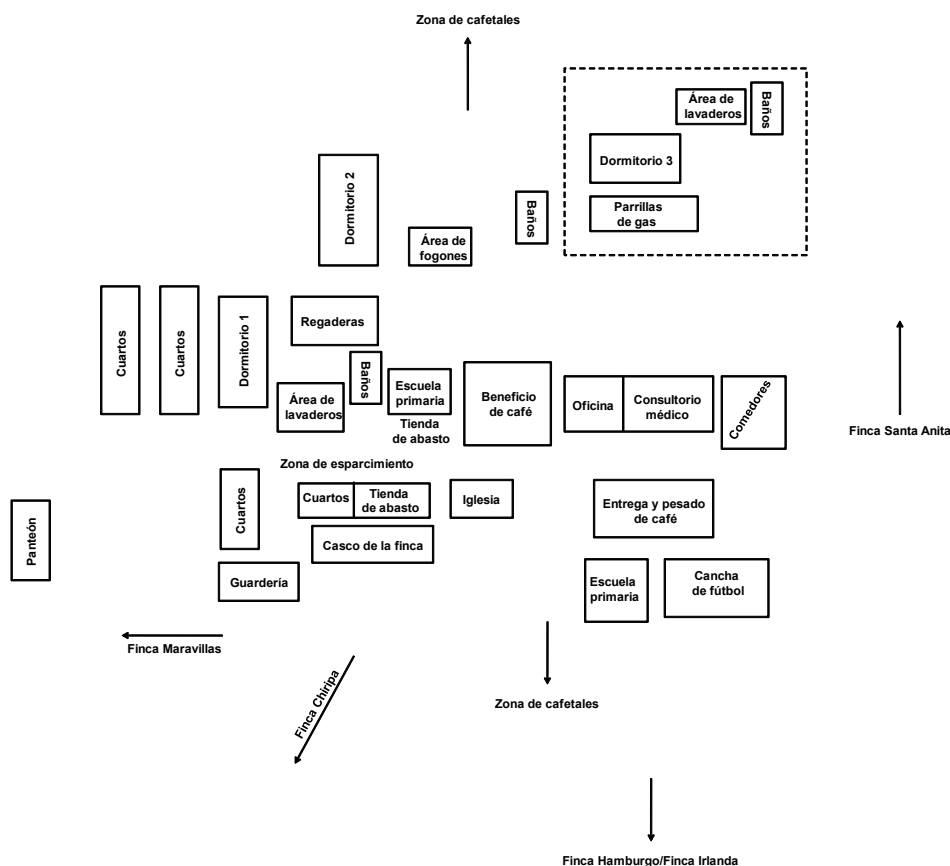 Zona de cafetales
Área de
lavaderos
Baños
Dormitorio 3
Parrillas
de gas
Dormitorio 2
Baños
Área de
fogones
Cuartos
Cuartos
Dormitorio 1
Regaderas
Baños
Área de
lavaderos
Escuela
primaria
Tienda
de abasto
Beneficio
de café
Oficina
Consultorio
médico
Comedores
Finca Santa Anita
Zona de esparcimiento
Cuartos
Cuartos
Tienda
de abasto
Iglesia
Entrega y pesado
de café
Panteón
Casco de la finca
Guardería
Escuela
primaria
Cancha
de fútbol
Finca Maravillas
Finca Chiripa
Zona de cafetales
Finca Hamburgo/Finca Irlanda